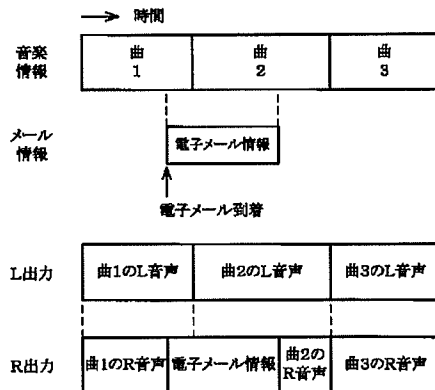 時間
音楽
情報
曲
1
曲
2
曲
3
メール
情報
電子メール情報
電子メール到着
L出力
曲1のL音声
曲2のL音声
曲3のL音声
R出力
曲1のR音声
電子メール情報
曲2の
R音声
曲3のR音声